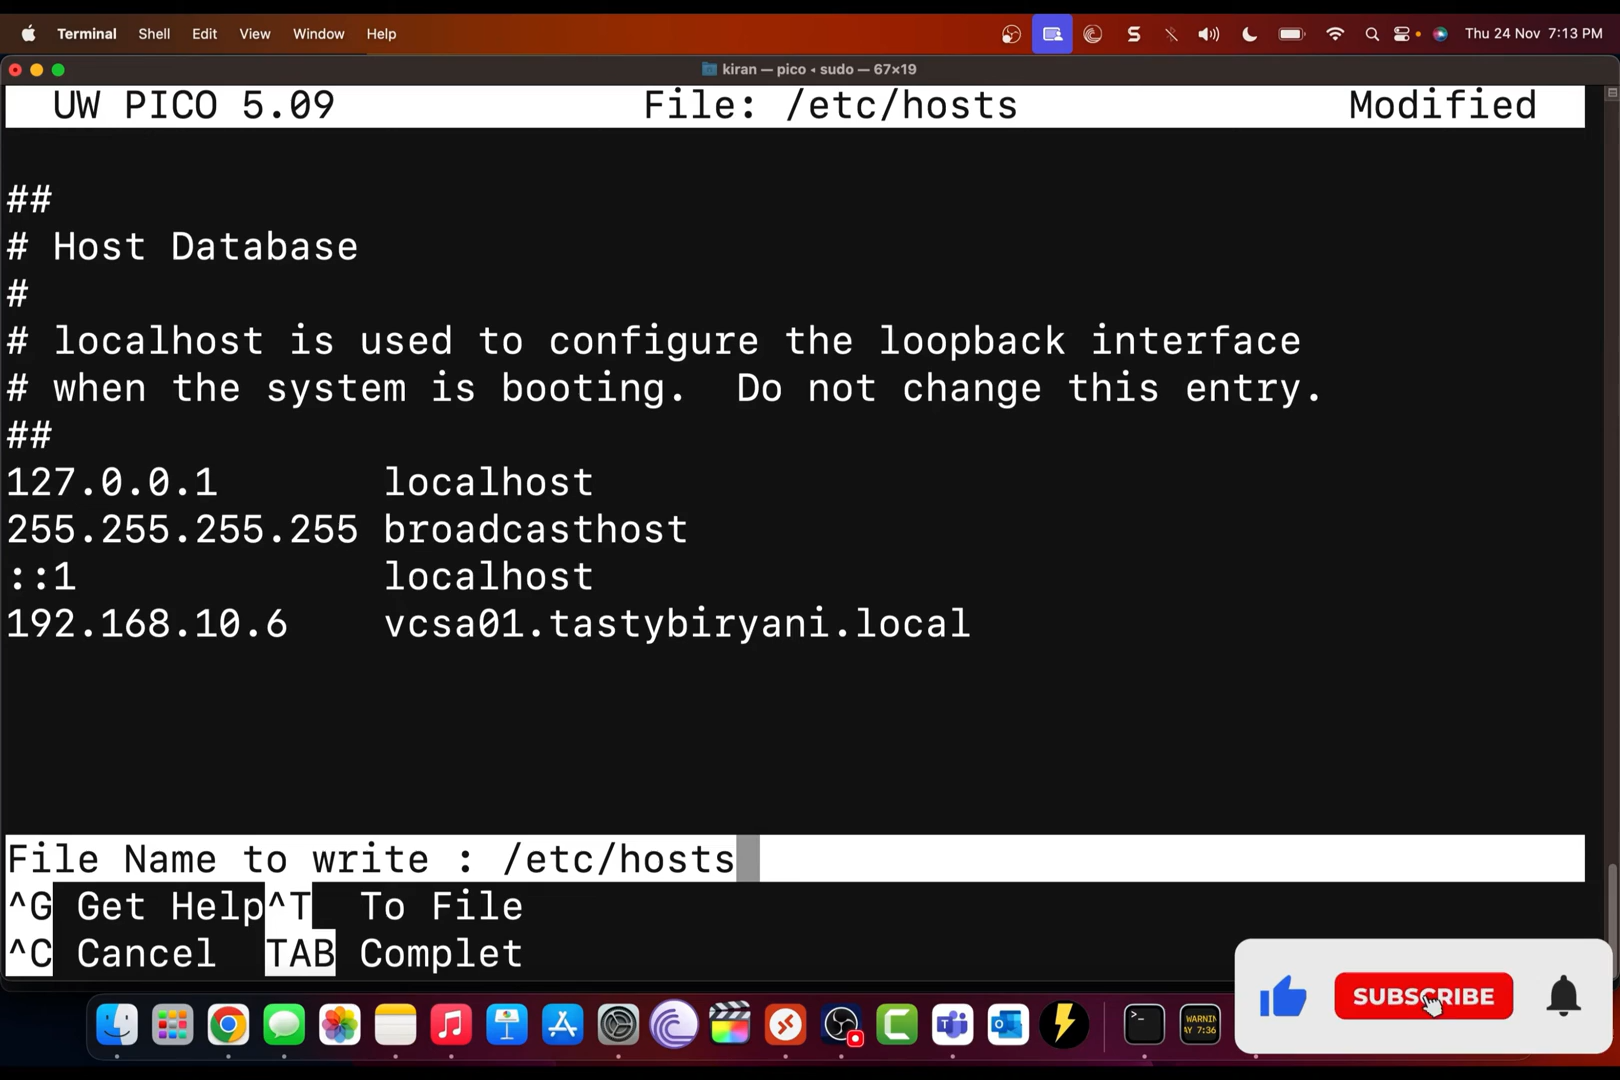 Terminal Shell Edit View Window Help Thu 24 Nov 7:13 PM
kiran — pico ◂ sudo — 67×19
UW PICO 5.09 File: /etc/hosts Modified
##
# Host Database
#
# localhost is used to configure the loopback interface
# when the system is booting.  Do not change this entry.
##
127.0.0.1 localhost
255.255.255.255 broadcasthost
::1 localhost
192.168.10.6 vcsa01.tastybiryani.local
File Name to write : /etc/hosts
^G Get Help ^T To File
^C Cancel TAB Complet
SUBSCRIBE
WARNIN
AY 7:36